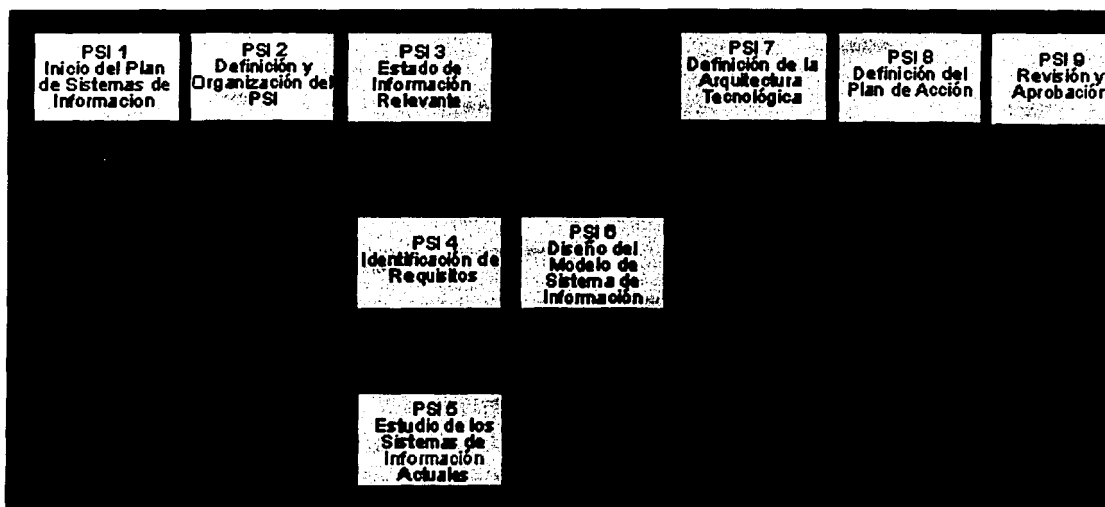 PSI 1
Inicio del Plan
de Sistemas de
Informacion
PSI 2
Definición y
Organización del
PSI
PSI 3
Estado de
Información
Relevante
PSI 7
Definición de la
Arquitectura
Tecnológica
PSI 8
Definición del
Plan de Acción
PSI 9
Revisión y
Aprobación
PSI 4
Identificación de
Requisitos
PSI 6
Diseño del
Modelo de
Sistema de
Información
PSI 5
Estudio de los
Sistemas de
Información
Actuales